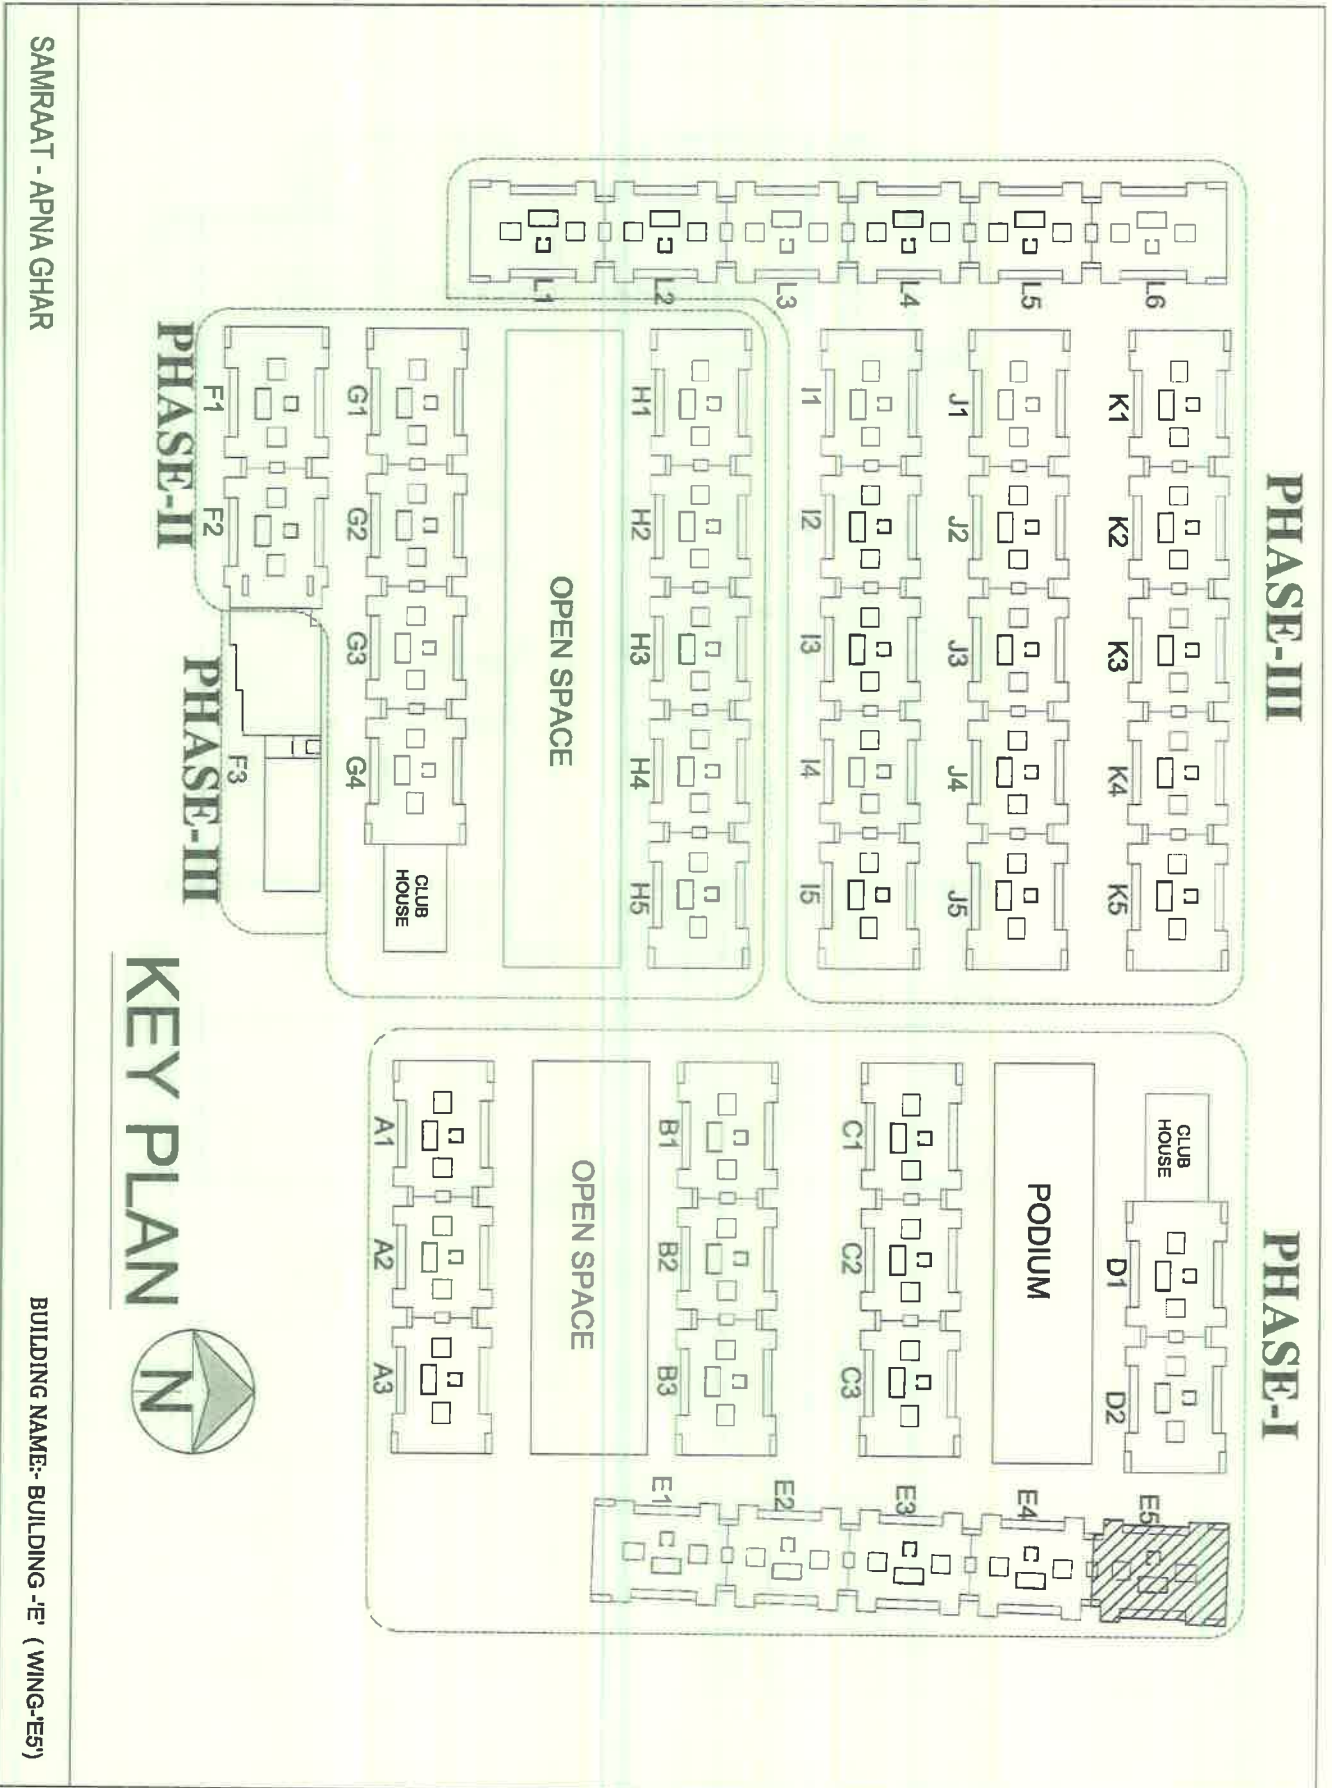 PHASE-III
PHASE-I
L6
L5
L4
L3
L2
L1
K1
K2
K3
K4
K5
J1
J2
J3
J4
J5
I1
I2
I3
I4
I5
H1
H2
H3
H4
H5
OPEN SPACE
G1
G2
G3
G4
CLUB
HOUSE
F1
F2
F3
PHASE-II
PHASE-III
CLUB
HOUSE
D1
D2
PODIUM
C1
C2
C3
B1
B2
B3
OPEN SPACE
A1
A2
A3
E5
E4
E3
E2
E1
KEY PLAN
N
SAMRAAT - APNA GHAR
BUILDING NAME:- BUILDING -'E' ( WING-'E5')